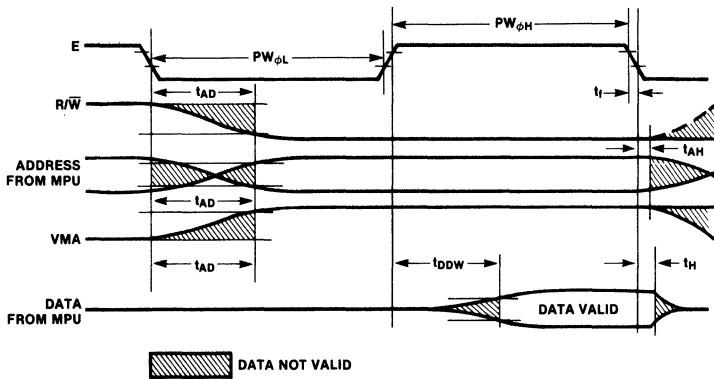 PWφH
E
PWφL
tAD
tf
R/W̅
tAH
ADDRESS
FROM MPU
tAD
VMA
tAD
tDDW
tH
DATA
FROM MPU
DATA VALID
DATA NOT VALID